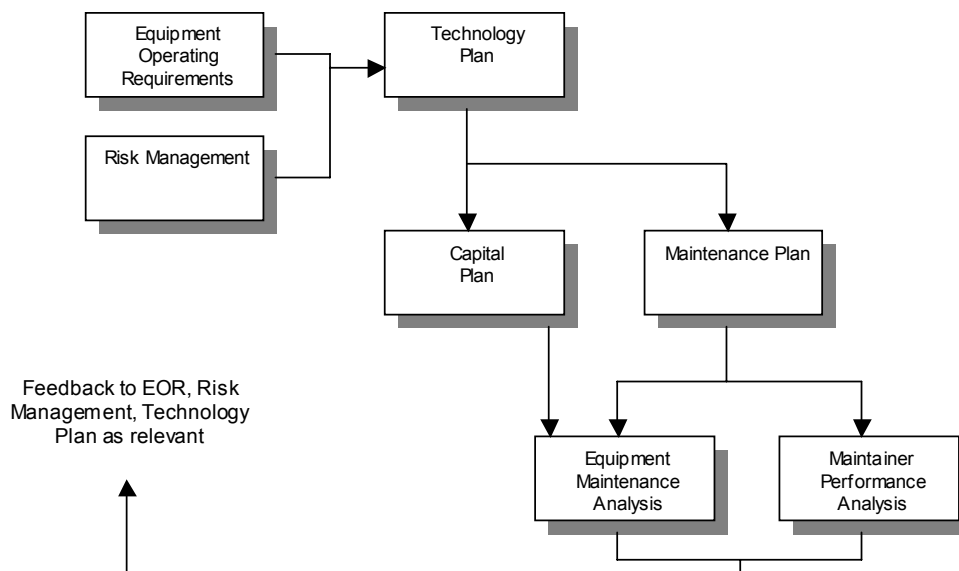 Equipment
Operating
Requirements
Technology
Plan
Risk Management
Capital
Plan
Maintenance Plan
Feedback to EOR, Risk
Management, Technology
Plan as relevant
Equipment
Maintenance
Analysis
Maintainer
Performance
Analysis